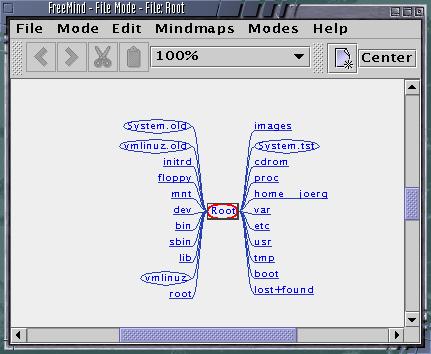 FreeMind - File Mode - File: Root
File Mode Edit Mindmaps Modes Help
100% Center
System.old images
vmlinuz.old System.tst
initrd cdrom
floppy proc
mnt home joerg
dev Root var
bin etc
sbin usr
lib tmp
vmlinuz boot
root lost+found